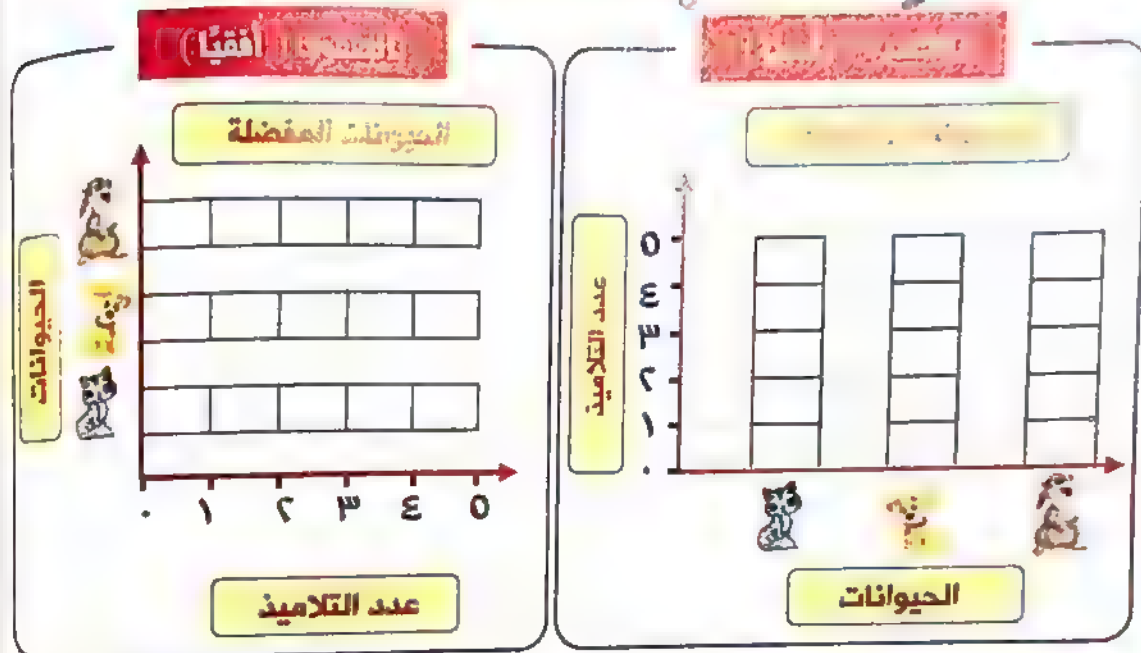 أفقيًا)
الحيوانات المفضلة
الحيوانات
٠ ١ ٢ ٣ ٤ ٥
عدد التلاميذ
عدد التلاميذ
٥
٤
٣
٢
١
٠
الحيوانات